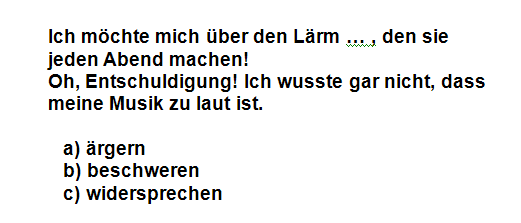 Ich möchte mich über den Lärm ... , den sie
jeden Abend machen!
Oh, Entschuldigung! Ich wusste gar nicht, dass
meine Musik zu laut ist.
a) ärgern
b) beschweren
c) widersprechen